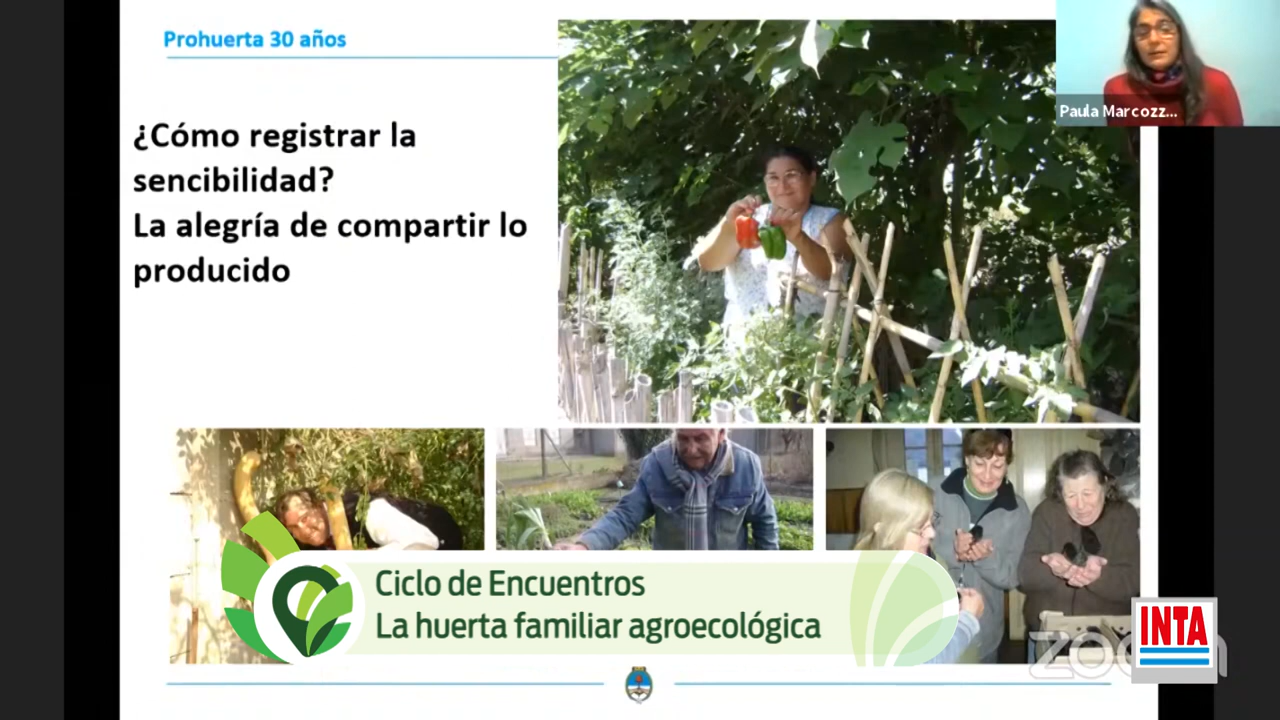 Prohuerta 30 años
¿Cómo registrar la
sencibilidad?
La alegría de compartir lo
producido
Paula Marcozz...
Ciclo de Encuentros
La huerta familiar agroecológica
zoom
INTA